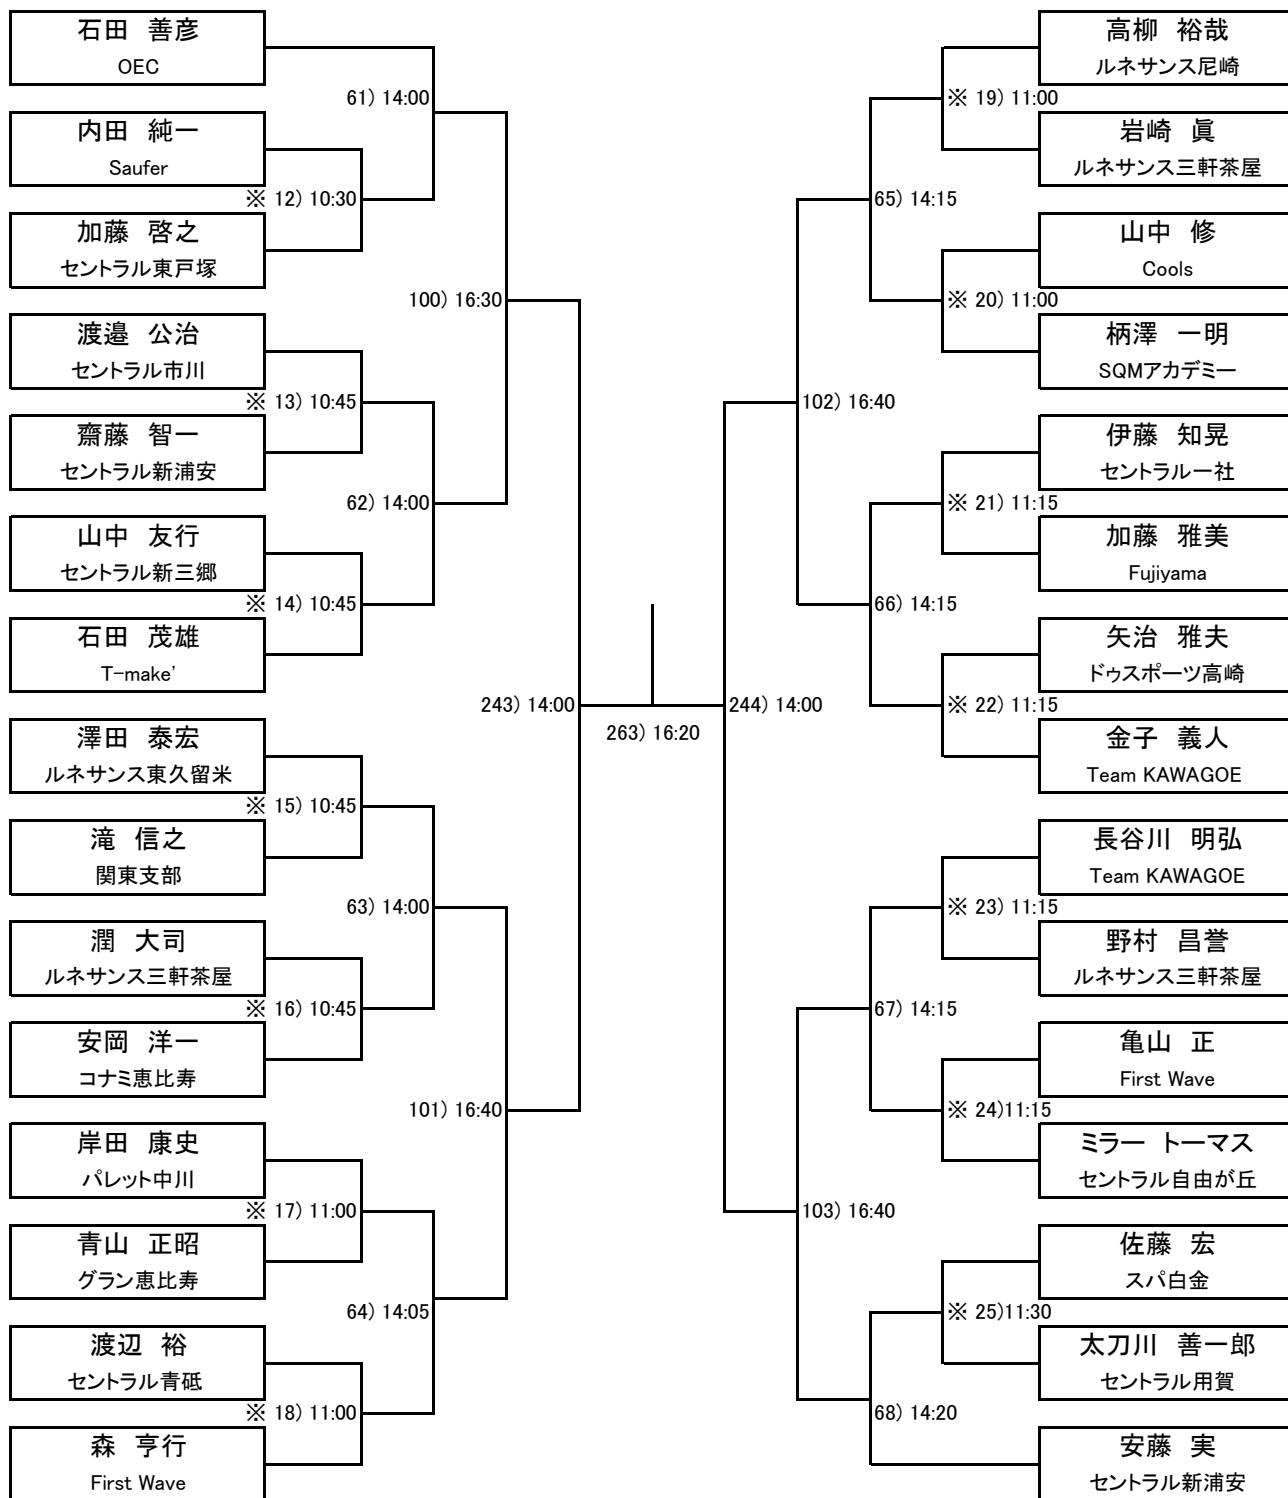 石田 善彦
OEC
61) 14:00
内田 純一
Saufer
※ 12) 10:30
加藤 啓之
セントラル東戸塚
100) 16:30
渡邉 公治
セントラル市川
※ 13) 10:45
齋藤 智一
セントラル新浦安
62) 14:00
山中 友行
セントラル新三郷
※ 14) 10:45
石田 茂雄
T-make'
243) 14:00
澤田 泰宏
ルネサンス東久留米
※ 15) 10:45
滝 信之
関東支部
63) 14:00
潤 大司
ルネサンス三軒茶屋
※ 16) 10:45
安岡 洋一
コナミ恵比寿
101) 16:40
岸田 康史
パレット中川
※ 17) 11:00
青山 正昭
グラン恵比寿
64) 14:05
渡辺 裕
セントラル青砥
※ 18) 11:00
森 亨行
First Wave
263) 16:20
高柳 裕哉
ルネサンス尼崎
※ 19) 11:00
岩崎 眞
ルネサンス三軒茶屋
65) 14:15
山中 修
Cools
※ 20) 11:00
柄澤 一明
SQMアカデミー
102) 16:40
伊藤 知晃
セントラル一社
※ 21) 11:15
加藤 雅美
Fujiyama
66) 14:15
矢治 雅夫
ドゥスポーツ高崎
※ 22) 11:15
金子 義人
Team KAWAGOE
244) 14:00
長谷川 明弘
Team KAWAGOE
※ 23) 11:15
野村 昌誉
ルネサンス三軒茶屋
67) 14:15
亀山 正
First Wave
※ 24)11:15
ミラー トーマス
セントラル自由が丘
103) 16:40
佐藤 宏
スパ白金
※ 25)11:30
太刀川 善一郎
セントラル用賀
68) 14:20
安藤 実
セントラル新浦安